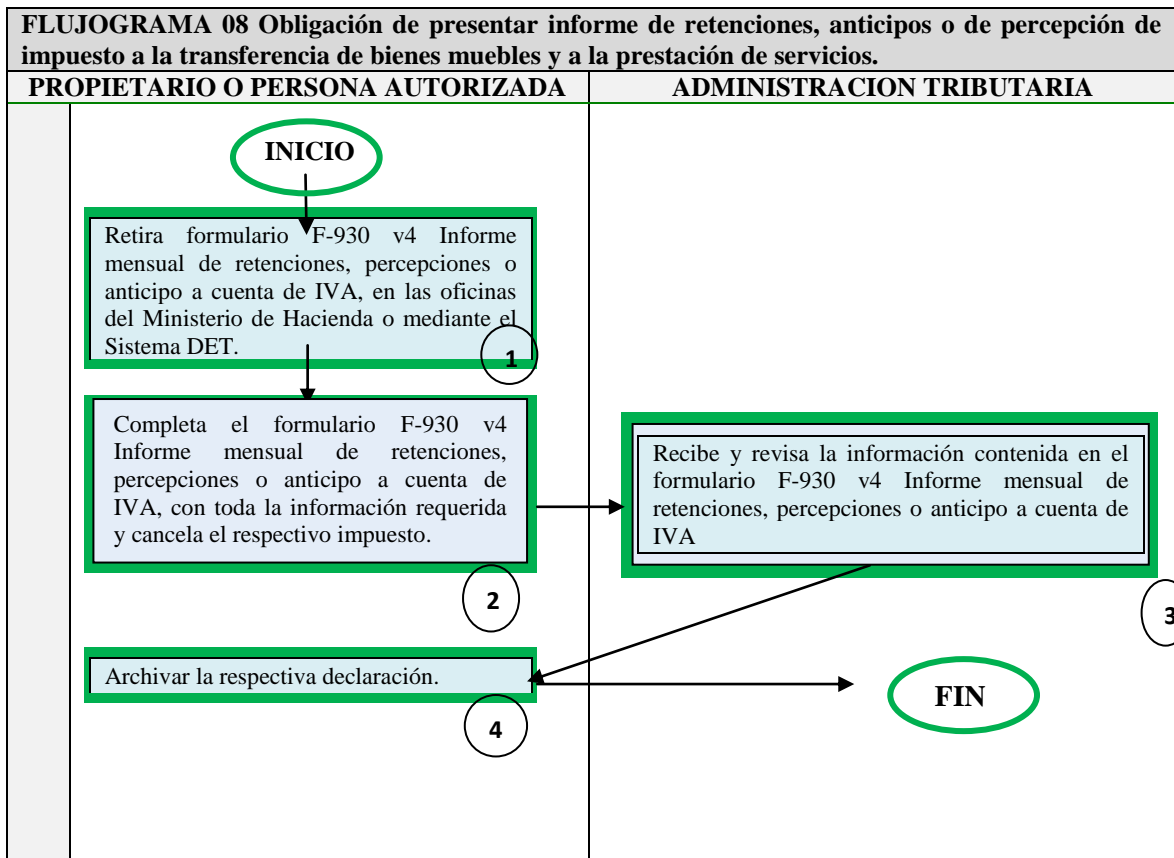 FLUJOGRAMA 08 Obligación de presentar informe de retenciones, anticipos o de percepción de
impuesto a la transferencia de bienes muebles y a la prestación de servicios.
PROPIETARIO O PERSONA AUTORIZADA
ADMINISTRACION TRIBUTARIA
INICIO
Retira formulario F-930 v4 Informe
mensual de retenciones, percepciones o
anticipo a cuenta de IVA, en las oficinas
del Ministerio de Hacienda o mediante el
Sistema DET.
1
Completa el formulario F-930 v4
Informe mensual de retenciones,
percepciones o anticipo a cuenta de
IVA, con toda la información requerida
y cancela el respectivo impuesto.
2
Recibe y revisa la información contenida en el
formulario F-930 v4 Informe mensual de
retenciones, percepciones o anticipo a cuenta de
IVA
3
Archivar la respectiva declaración.
4
FIN